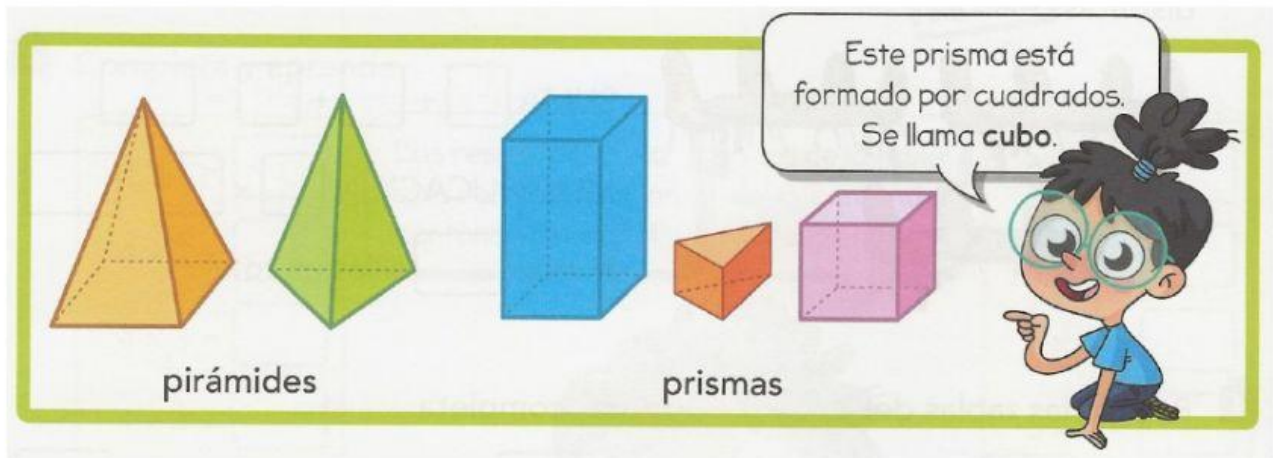 Este prisma está
formado por cuadrados.
Se llama cubo.
pirámides
prismas